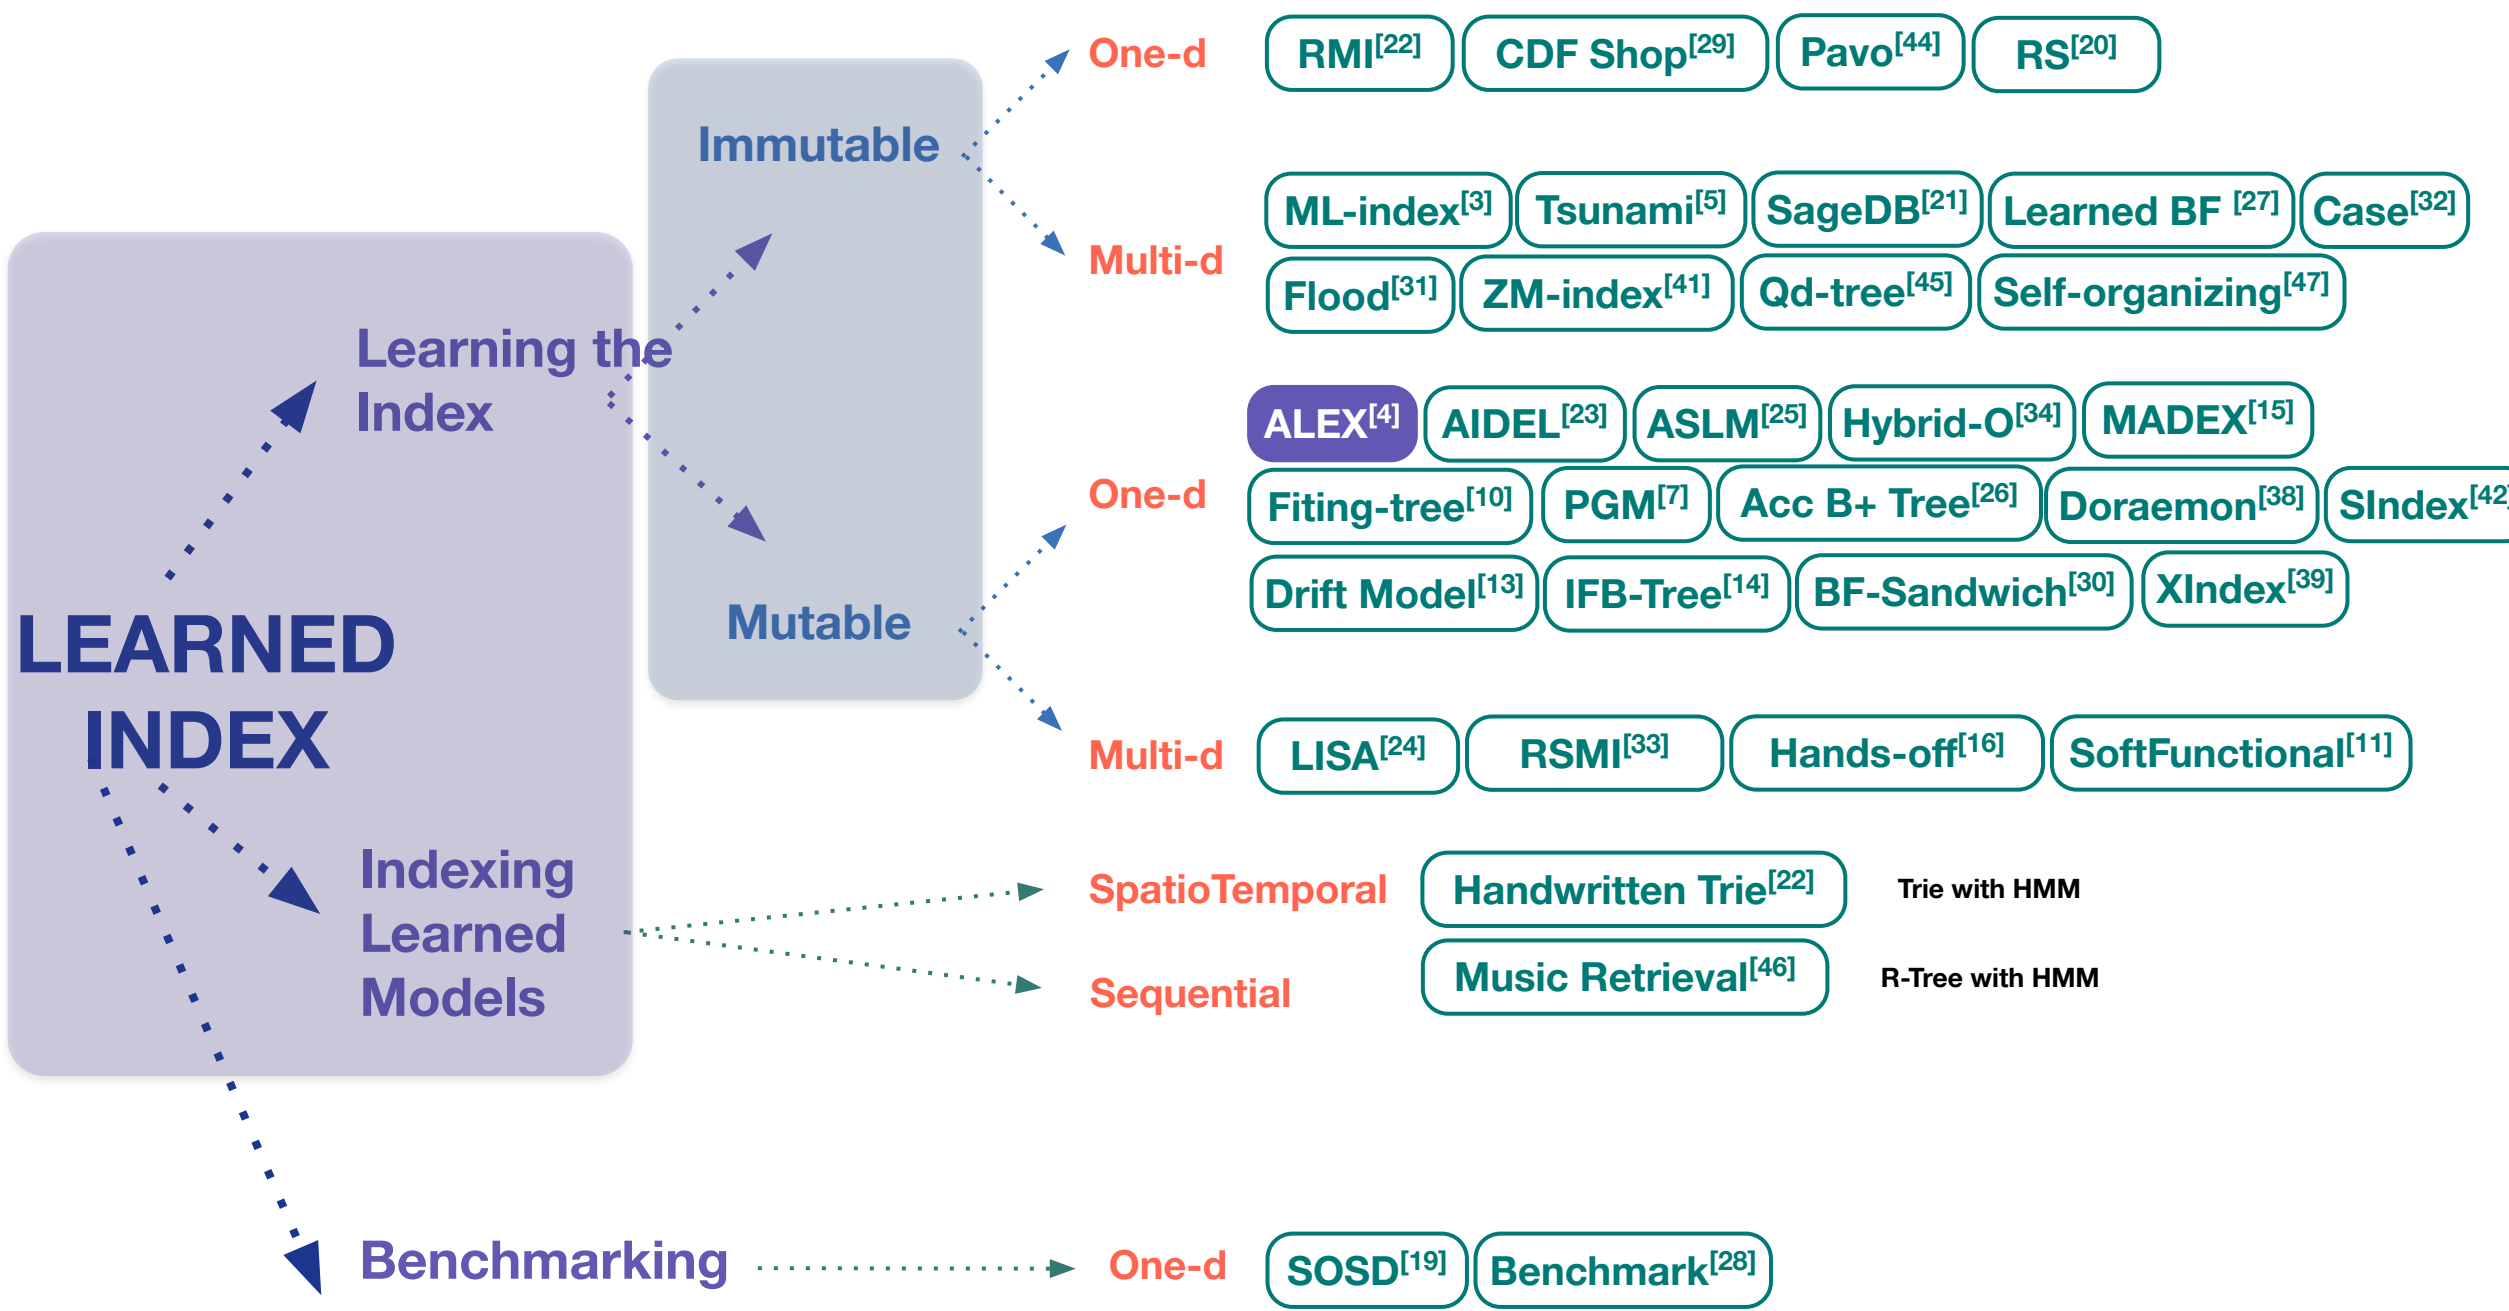 One-d RMI[22] CDF Shop[29] Pavo[44] RS[20]
Immutable
ML-index[3] Tsunami[5] SageDB[21] Learned BF [27] Case[32]
Multi-d
Flood[31] ZM-index[41] Qd-tree[45] Self-organizing[47]
Learning the
Index
ALEX[4] AIDEL[23] ASLM[25] Hybrid-O[34] MADEX[15]
One-d
Fiting-tree[10] PGM[7] Acc B+ Tree[26] Doraemon[38] SIndex[42]
Drift Model[13] IFB-Tree[14] BF-Sandwich[30] XIndex[39]
Mutable
LEARNED
INDEX
Multi-d LISA[24] RSMI[33] Hands-off[16] SoftFunctional[11]
Indexing
Learned
Models
SpatioTemporal Handwritten Trie[22] Trie with HMM
Sequential Music Retrieval[46] R-Tree with HMM
Benchmarking One-d SOSD[19] Benchmark[28]